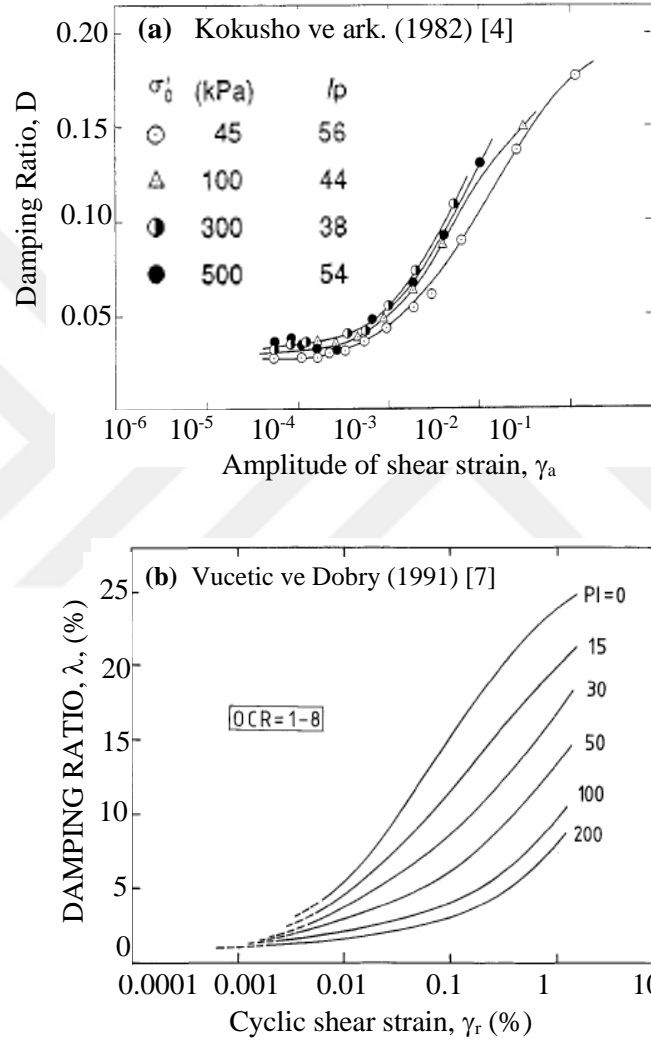 0.20
(a) Kokusho ve ark. (1982) [4]
σ'₀ (kPa) Ip
45 56
100 44
300 38
500 54
0.15
0.10
0.05
Damping Ratio, D
10⁻⁶ 10⁻⁵ 10⁻⁴ 10⁻³ 10⁻² 10⁻¹
Amplitude of shear strain, γₐ
(b) Vucetic ve Dobry (1991) [7]
25
20
15
10
5
0
DAMPING RATIO, λ, (%)
OCR=1-8
PI=0
15
30
50
100
200
0.0001 0.001 0.01 0.1 1 10
Cyclic shear strain, γᵣ (%)